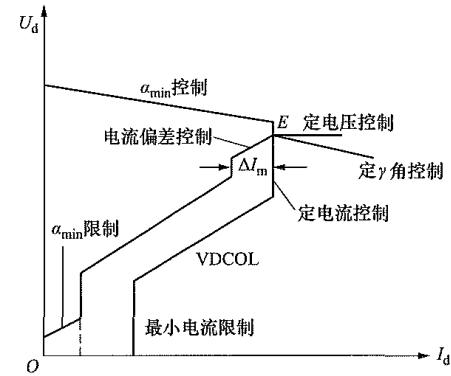 U_d
α_min控制
E
定电压控制
电流偏差控制
ΔI_m
定γ角控制
定电流控制
α_min限制
VDCOL
最小电流限制
O
I_d